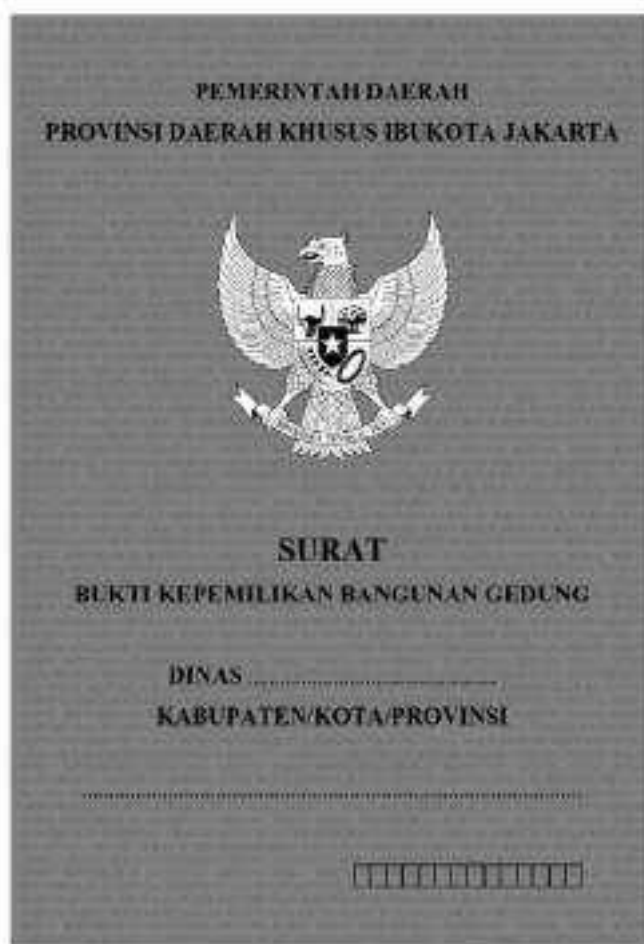 PEMERINTAH DAERAH
PROVINSI DAERAH KHUSUS IBUKOTA JAKARTA
SURAT
BUKTI KEPEMILIKAN BANGUNAN GEDUNG
DINAS ........................................
KABUPATEN/KOTA/PROVINSI
................................................................................